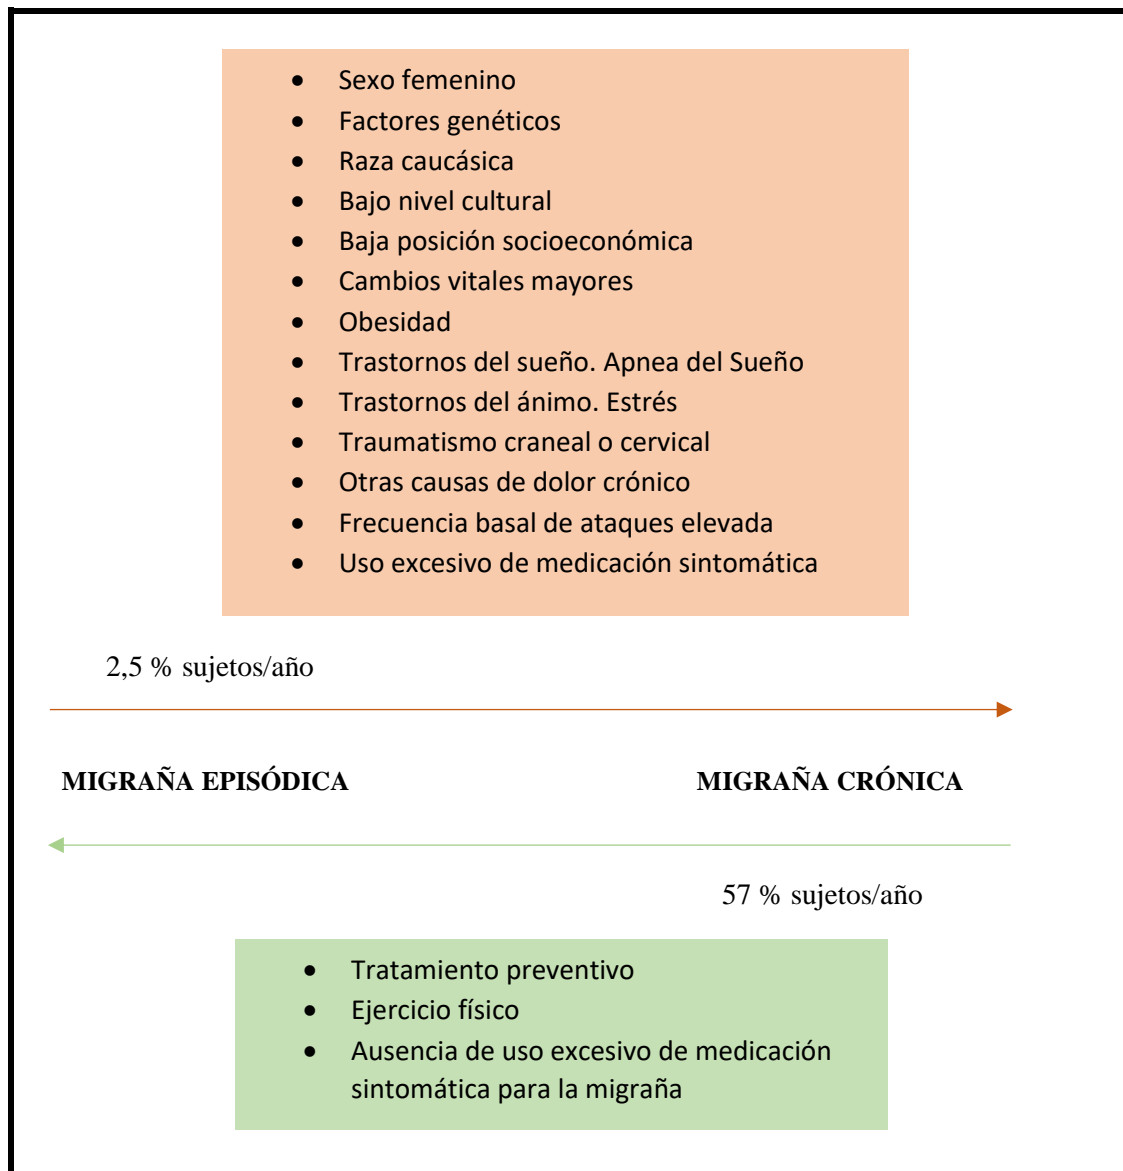 • Sexo femenino
• Factores genéticos
• Raza caucásica
• Bajo nivel cultural
• Baja posición socioeconómica
• Cambios vitales mayores
• Obesidad
• Trastornos del sueño. Apnea del Sueño
• Trastornos del ánimo. Estrés
• Traumatismo craneal o cervical
• Otras causas de dolor crónico
• Frecuencia basal de ataques elevada
• Uso excesivo de medicación sintomática
2,5 % sujetos/año
MIGRAÑA EPISÓDICA MIGRAÑA CRÓNICA
57 % sujetos/año
• Tratamiento preventivo
• Ejercicio físico
• Ausencia de uso excesivo de medicación
sintomática para la migraña